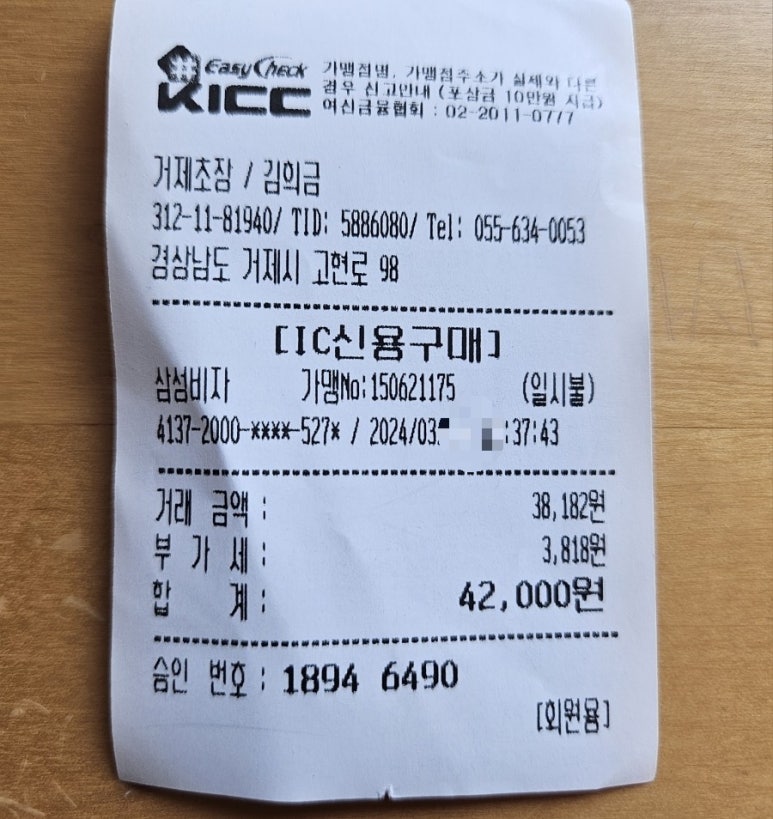 EasyCheck
KICC
가맹점명, 가맹점주소가 실제와 다른
경우 신고안내 (포상금 10만원 지급)
여신금융협회 : 02-2011-0777
거제초장 / 김희금
312-11-81940/ TID: 5886080/ Tel: 055-634-0053
경상남도 거제시 고현로 98
[IC신용구매]
삼성비자 가맹No:150621175 (일시불)
4137-2000-****-527* / 2024/03 :37:43
거래 금액 : 38,182원
부 가 세 : 3,818원
합 계 : 42,000원
승인 번호 : 1894 6490
[회원용]